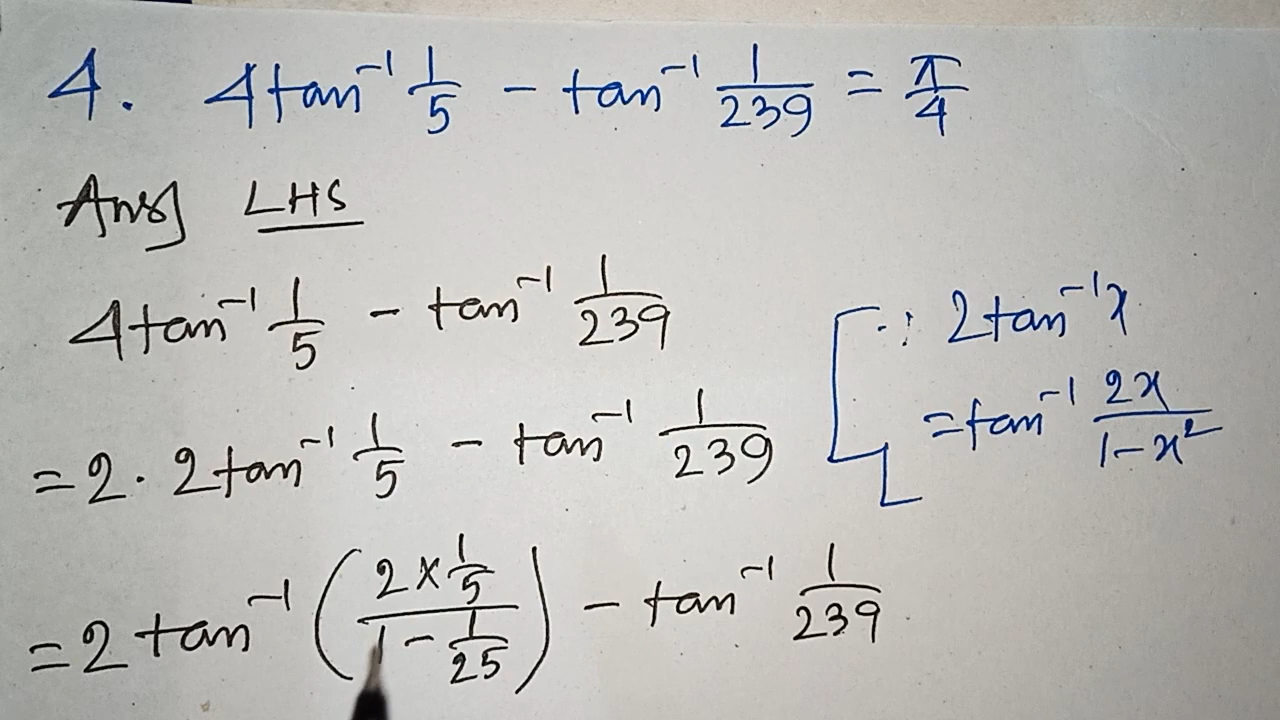 4. 4tan⁻¹ 1/5 - tan⁻¹ 1/239 = π/4
Ans] LHS
4tan⁻¹ 1/5 - tan⁻¹ 1/239
= 2 · 2tan⁻¹ 1/5 - tan⁻¹ 1/239
= 2 tan⁻¹ ( (2 × 1/5) / (1 - 1/25) ) - tan⁻¹ 1/239
[∵ 2tan⁻¹x
= tan⁻¹ 2x/(1-x²)